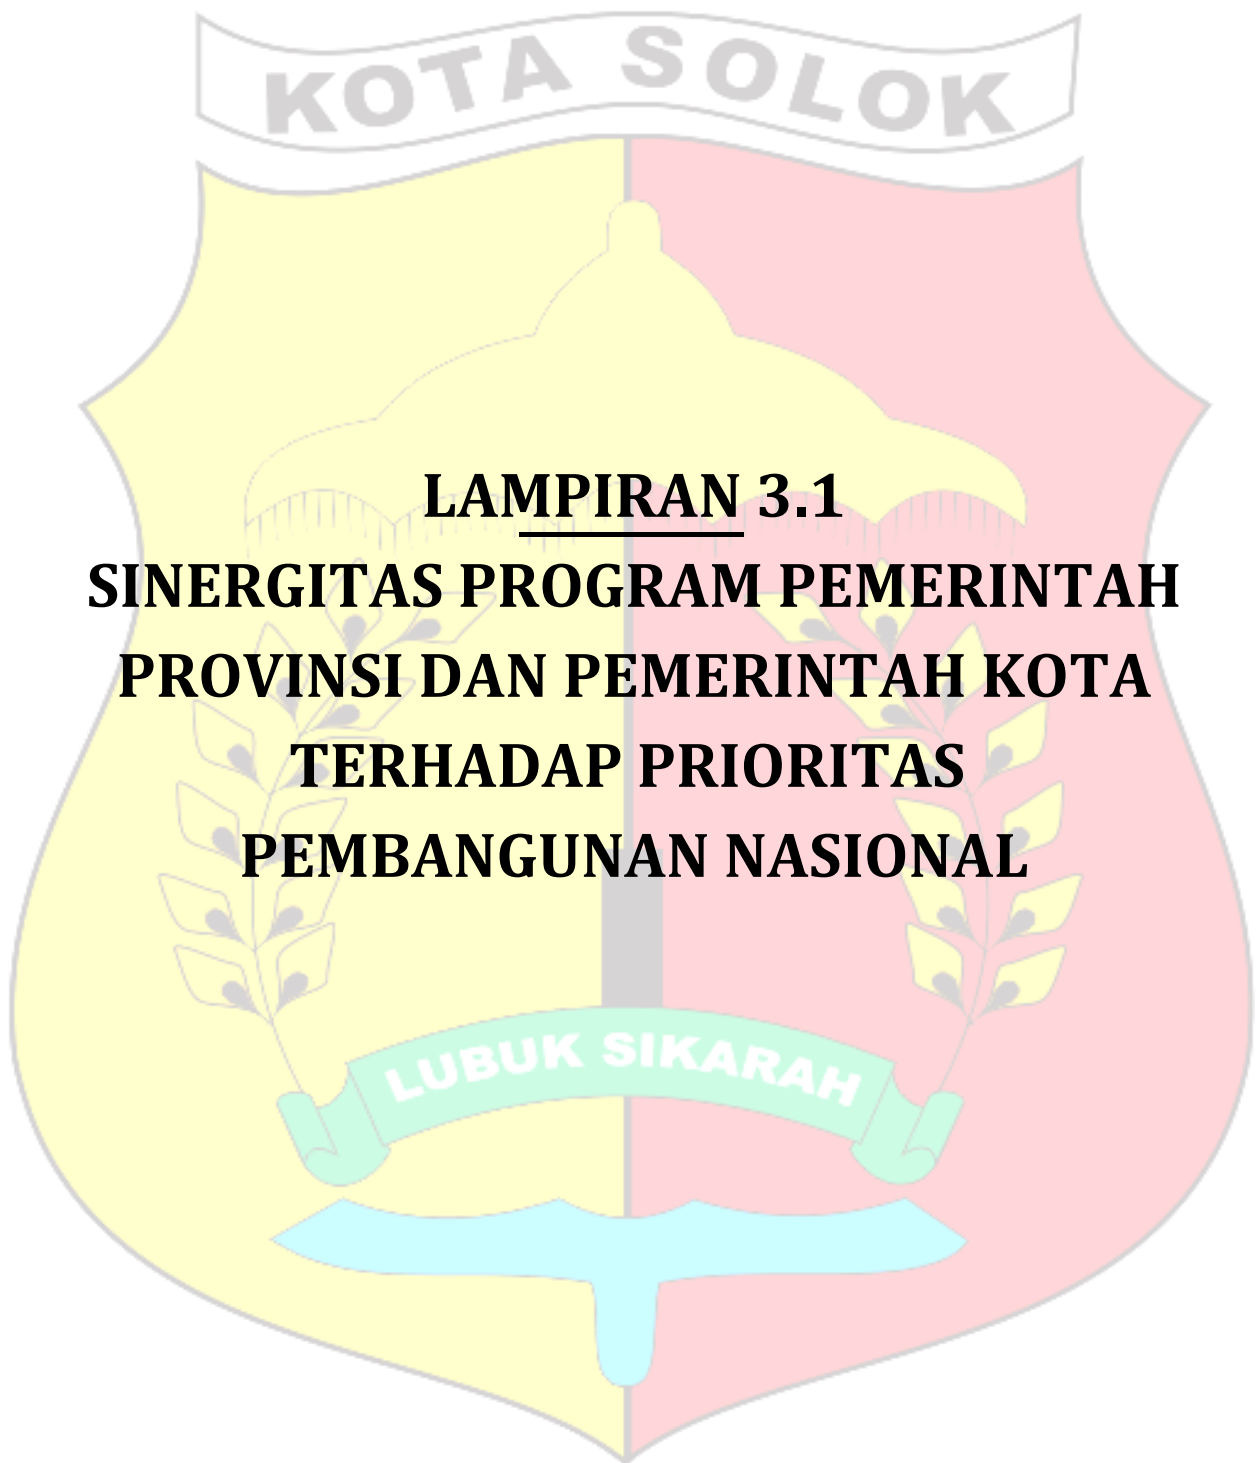 KOTA SOLOK
LAMPIRAN 3.1
SINERGITAS PROGRAM PEMERINTAH
PROVINSI DAN PEMERINTAH KOTA
TERHADAP PRIORITAS
PEMBANGUNAN NASIONAL
LUBUK SIKARAH